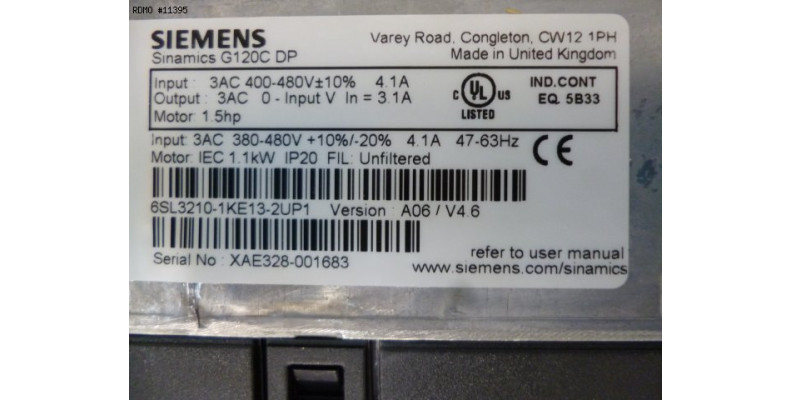 RDMO #11395
SIEMENS
Sinamics G120C DP
Varey Road, Congleton, CW12 1PH
Made in United Kingdom
Input : 3AC 400-480V±10% 4.1A
Output : 3AC 0 - Input V In = 3.1A
Motor: 1.5hp
C UL US
LISTED
IND.CONT
EQ. 5B33
Input: 3AC 380-480V +10%/-20% 4.1A 47-63Hz
Motor: IEC 1.1kW IP20 FIL: Unfiltered
CE
6SL3210-1KE13-2UP1 Version : A06 / V4.6
Serial No : XAE328-001683
refer to user manual
www.siemens.com/sinamics